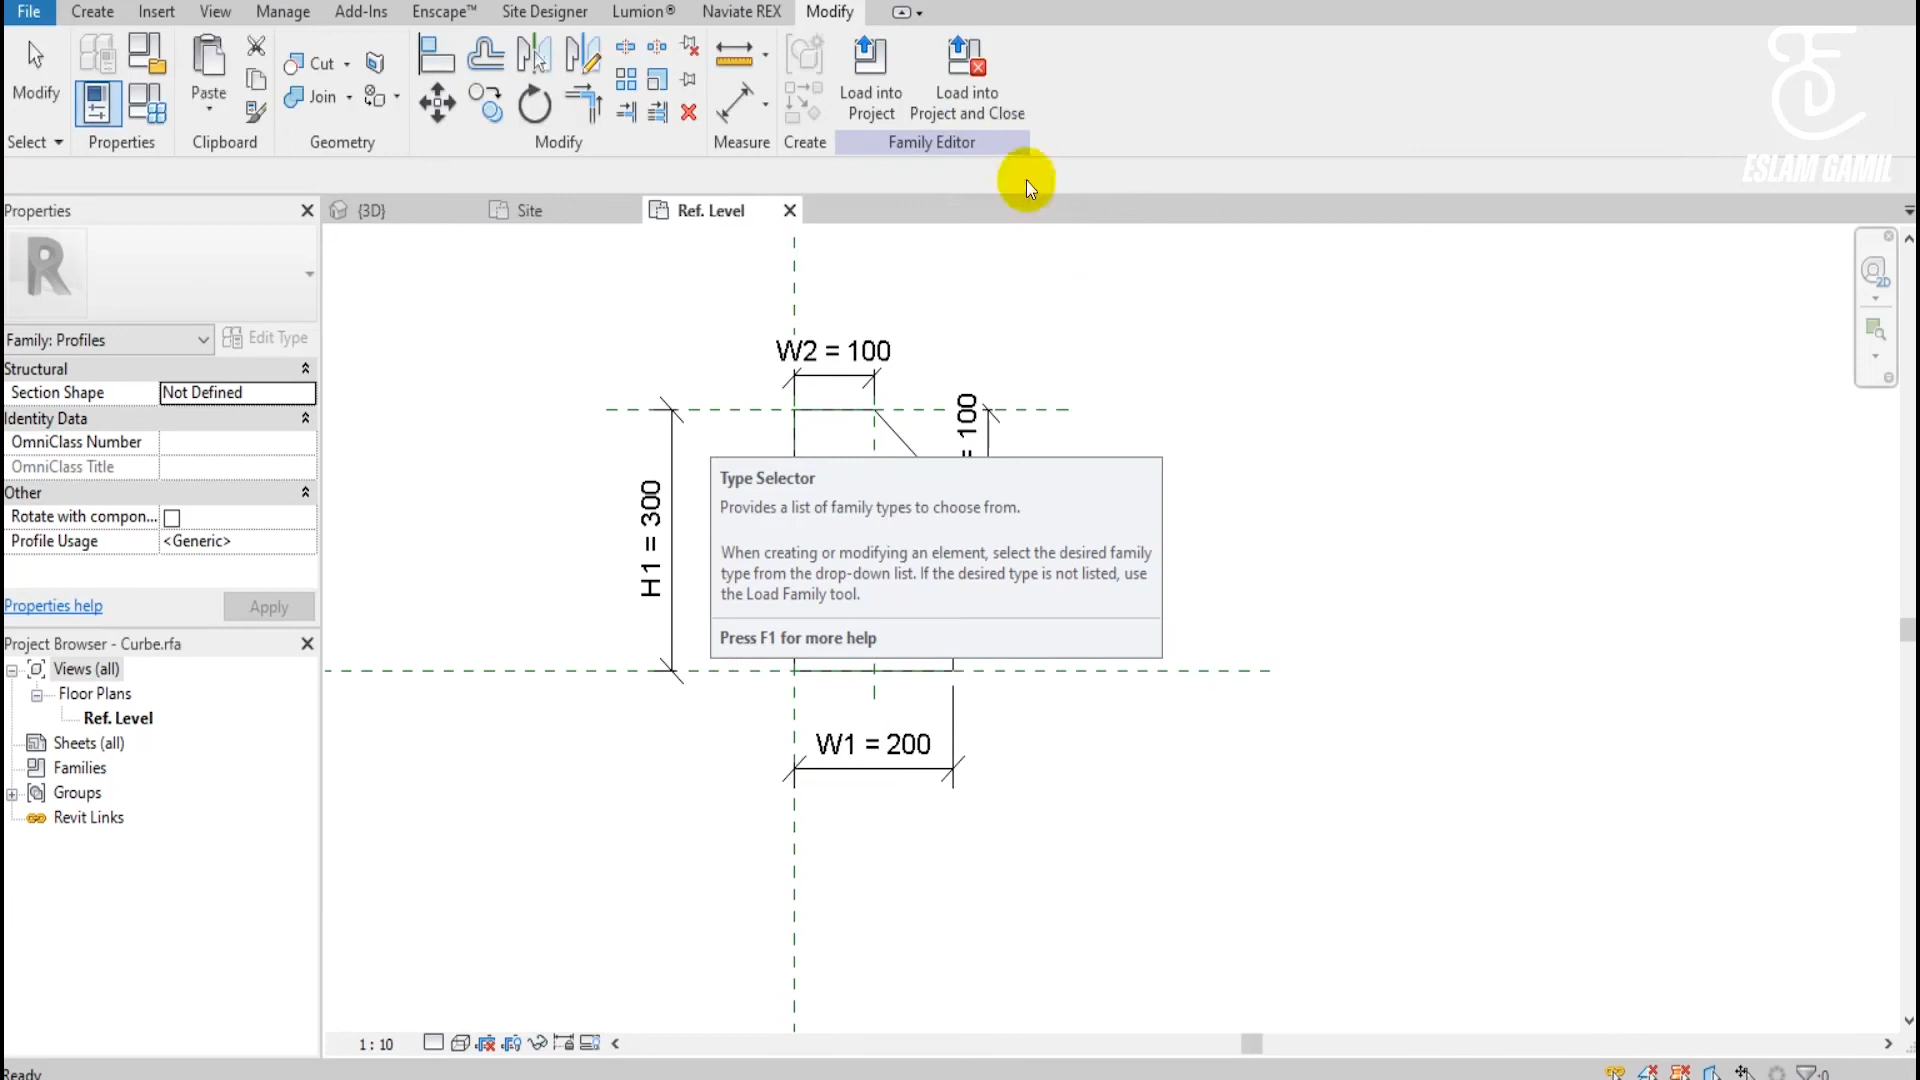 File Create Insert View Manage Add-Ins Enscape™ Site Designer Lumion® Naviate REX Modify
Modify
Select
Properties
Paste
Clipboard
Cut
Join
Geometry
Modify
Measure
Create
Load into
Project
Load into
Project and Close
Family Editor
ESLAM GAMIL
Properties
{3D}
Site
Ref. Level
R
Family: Profiles
Edit Type
Structural
Section Shape
Not Defined
Identity Data
OmniClass Number
OmniClass Title
Other
Rotate with compon...
Profile Usage
<Generic>
Properties help
Apply
Project Browser - Curbe.rfa
Views (all)
Floor Plans
Ref. Level
Sheets (all)
Families
Groups
Revit Links
W2 = 100
= 100
H1 = 300
Type Selector
Provides a list of family types to choose from.
When creating or modifying an element, select the desired family
type from the drop-down list. If the desired type is not listed, use
the Load Family tool.
Press F1 for more help
W1 = 200
2D
1 : 10
Ready
:0